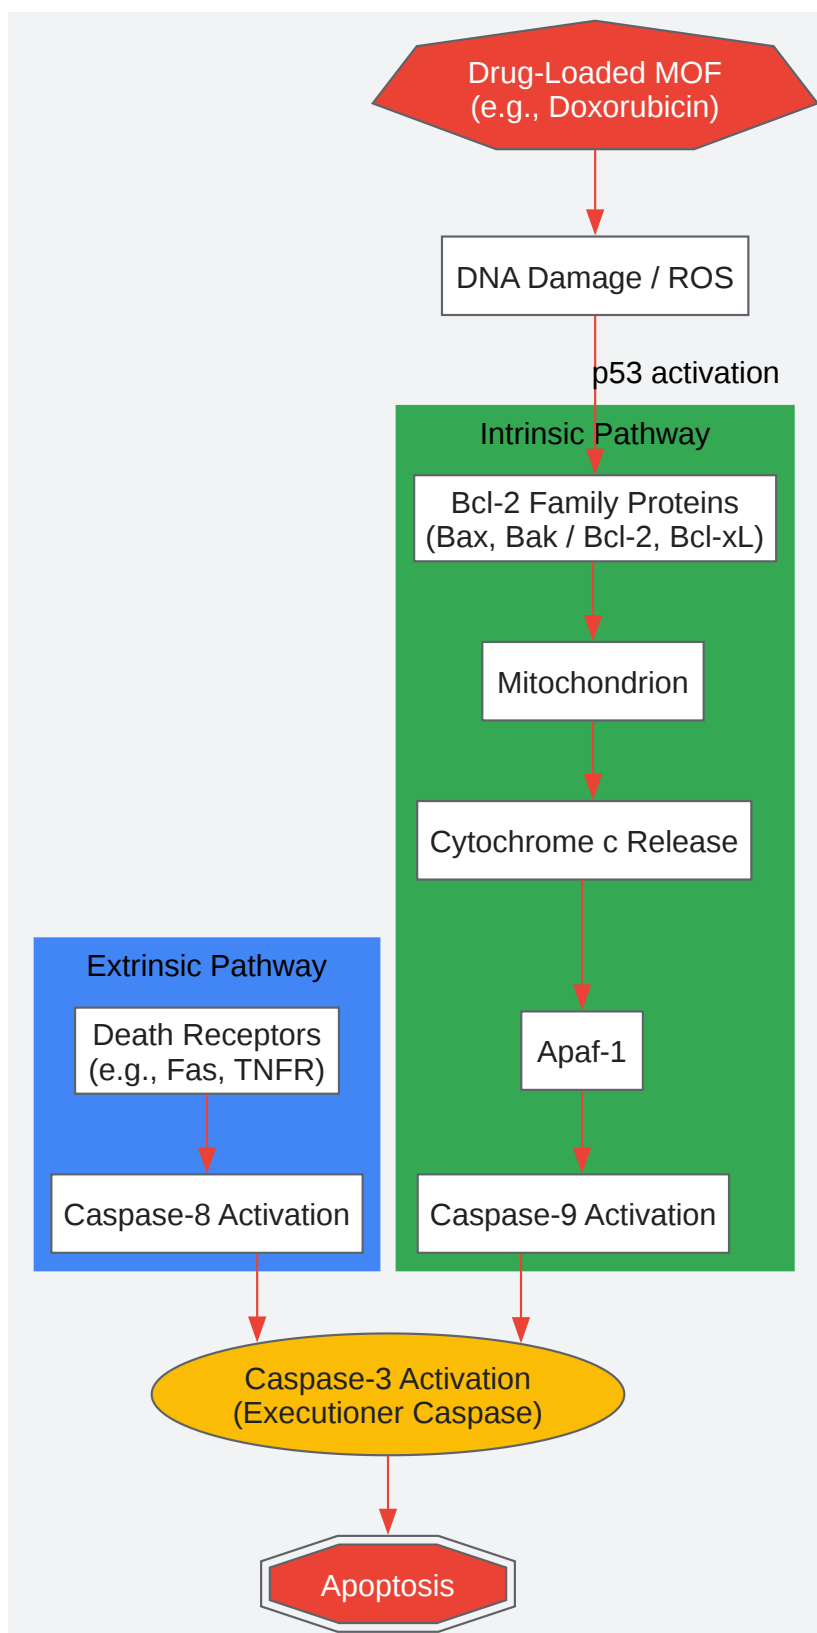 Drug-Loaded MOF
(e.g., Doxorubicin)
DNA Damage / ROS
p53 activation
Intrinsic Pathway
Bcl-2 Family Proteins
(Bax, Bak / Bcl-2, Bcl-xL)
Mitochondrion
Cytochrome c Release
Extrinsic Pathway
Death Receptors
(e.g., Fas, TNFR)
Apaf-1
Caspase-8 Activation
Caspase-9 Activation
Caspase-3 Activation
(Executioner Caspase)
Apoptosis